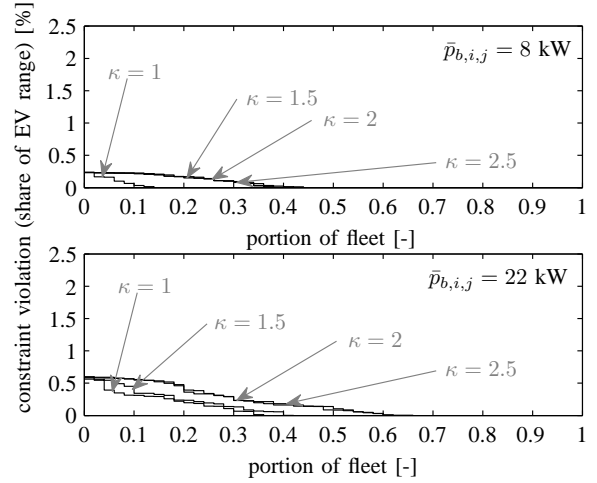 constraint violation (share of EV range) [%]
2.5
2
1.5
1
0.5
0
p̄b,i,j = 8 kW
κ = 1
κ = 1.5
κ = 2
κ = 2.5
0 0.1 0.2 0.3 0.4 0.5 0.6 0.7 0.8 0.9 1
portion of fleet [-]
2.5
2
1.5
1
0.5
0
p̄b,i,j = 22 kW
κ = 1
κ = 1.5
κ = 2
κ = 2.5
0 0.1 0.2 0.3 0.4 0.5 0.6 0.7 0.8 0.9 1
portion of fleet [-]